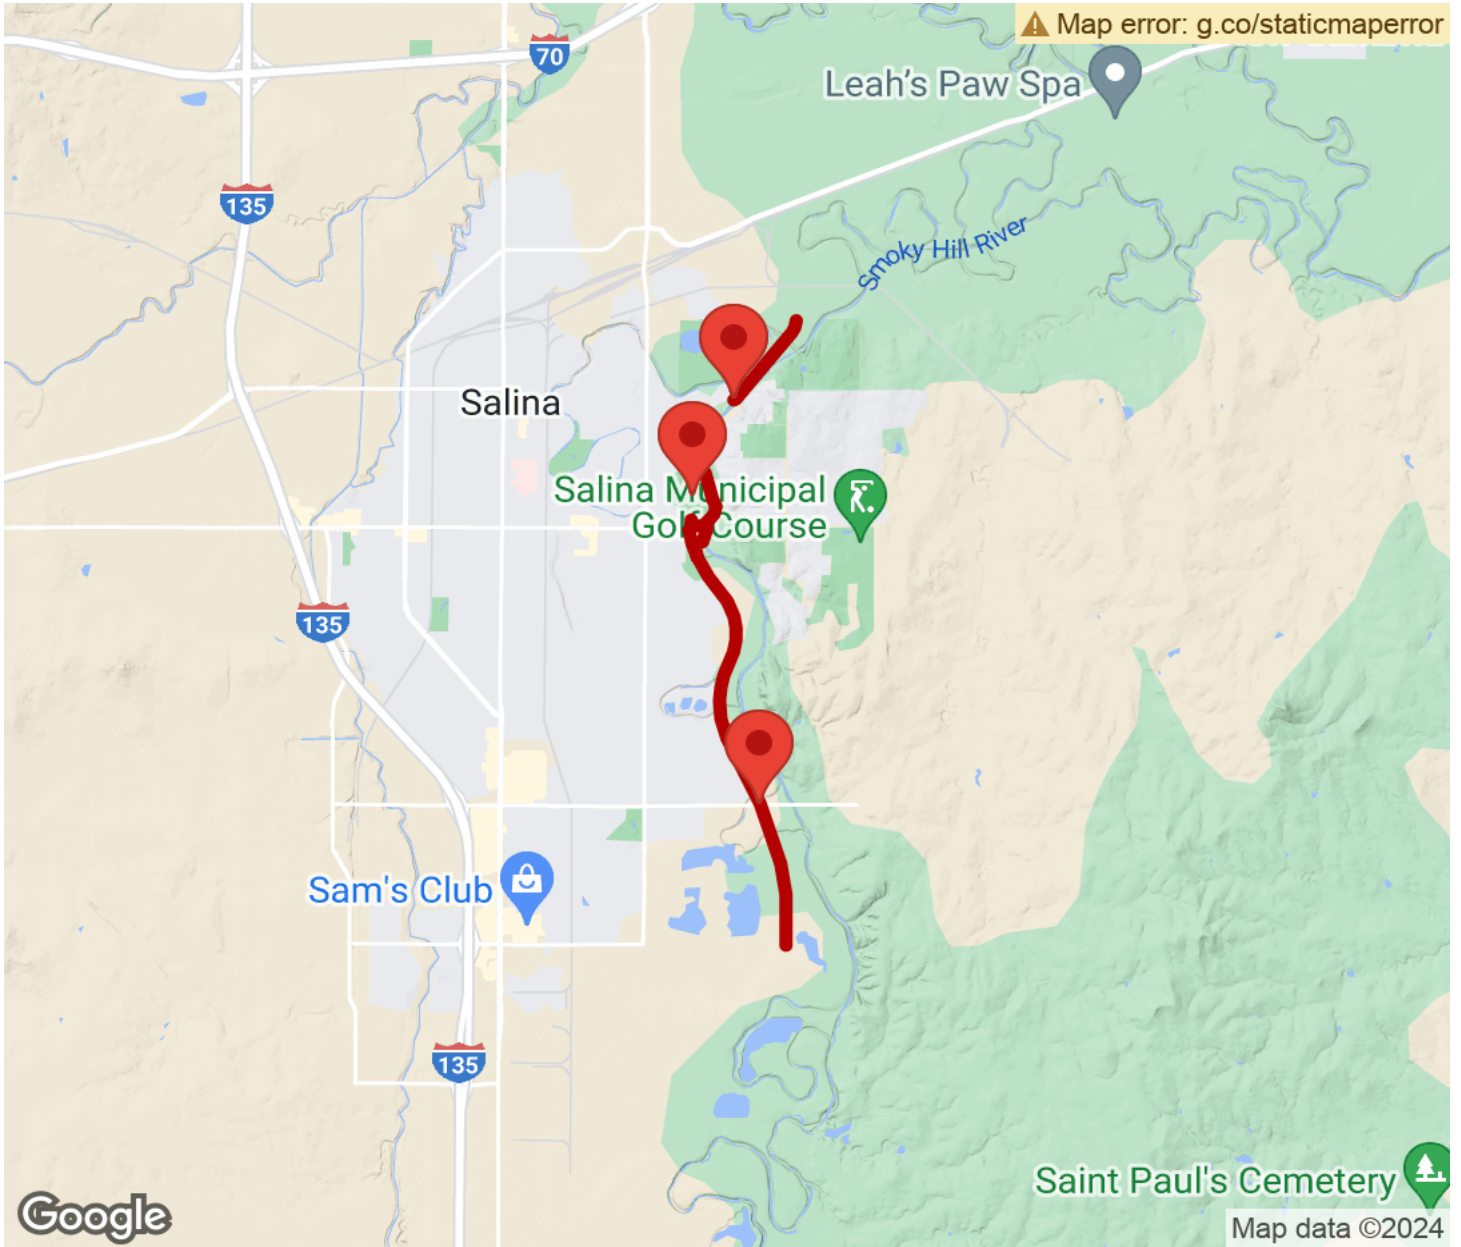 Map error: g.co/staticmaperror
70
Leah's Paw Spa
135
Smoky Hill River
Salina
Salina Municipal
Golf Course
135
Sam's Club
135
Saint Paul's Cemetery
Google
Map data ©2024